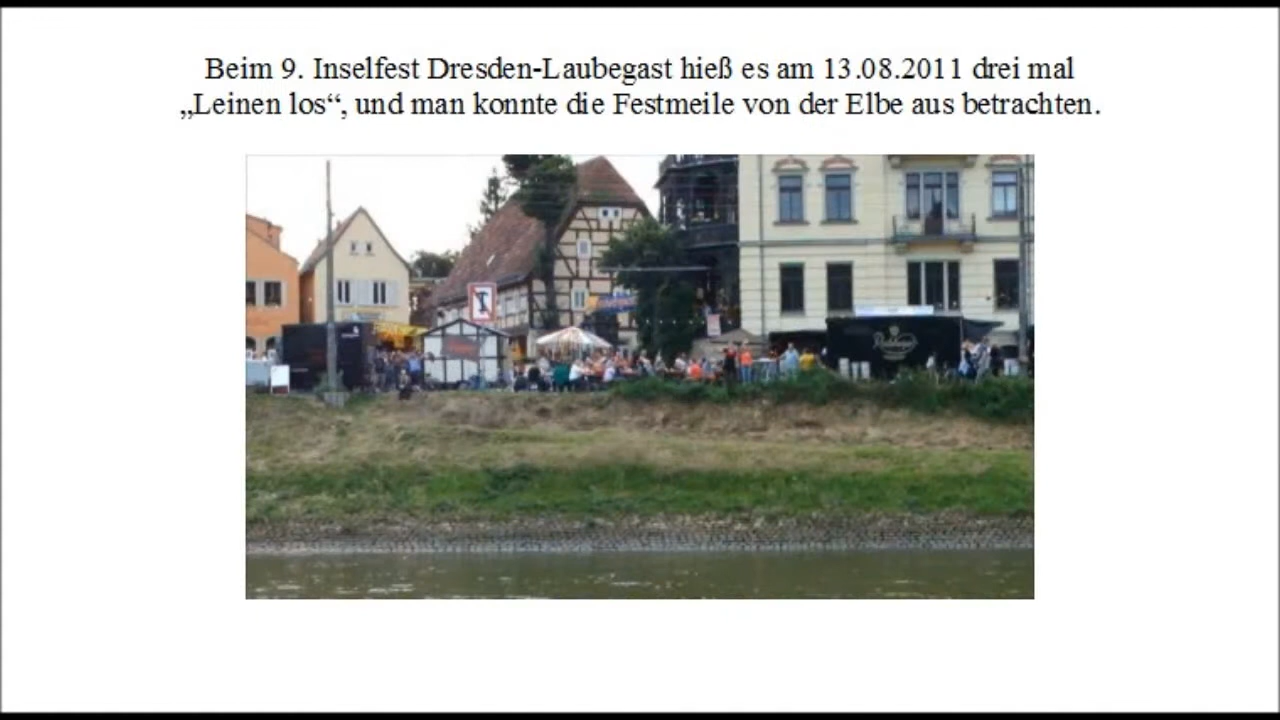 Beim 9. Inselfest Dresden-Laubegast hieß es am 13.08.2011 drei mal
„Leinen los“, und man konnte die Festmeile von der Elbe aus betrachten.
Radeberger